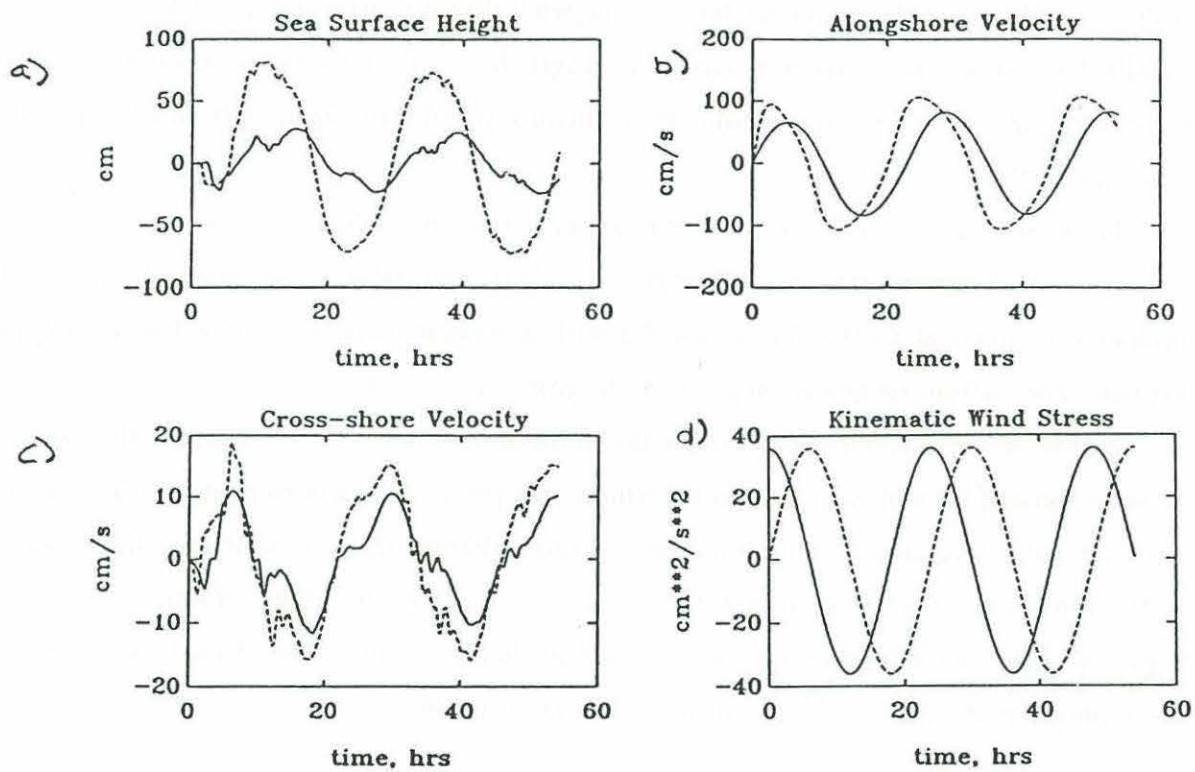 Sea Surface Height
Alongshore Velocity
a)
100
50
0
-50
-100
cm
0 20 40 60
time, hrs
200
100
0
-100
-200
cm/s
0 20 40 60
time, hrs
Cross-shore Velocity
d)
Kinematic Wind Stress
c)
20
10
0
-10
-20
cm/s
0 20 40 60
time, hrs
40
20
0
-20
-40
cm**2/s**2
0 20 40 60
time, hrs